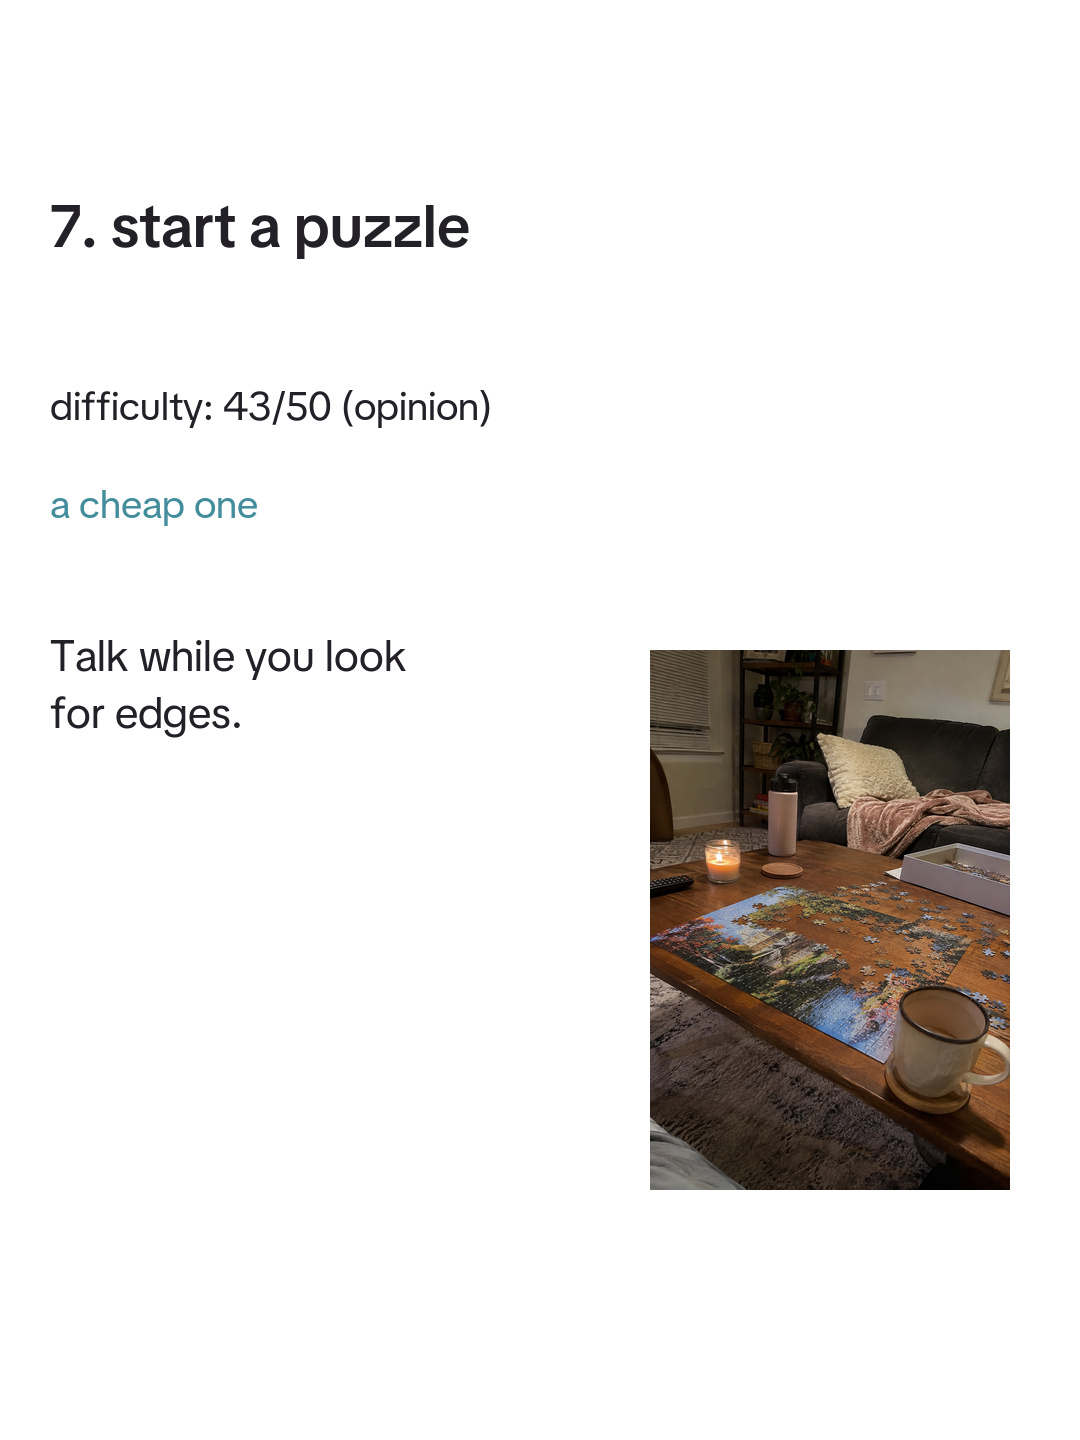 7. start a puzzle
difficulty: 43/50 (opinion)
a cheap one
Talk while you look
for edges.